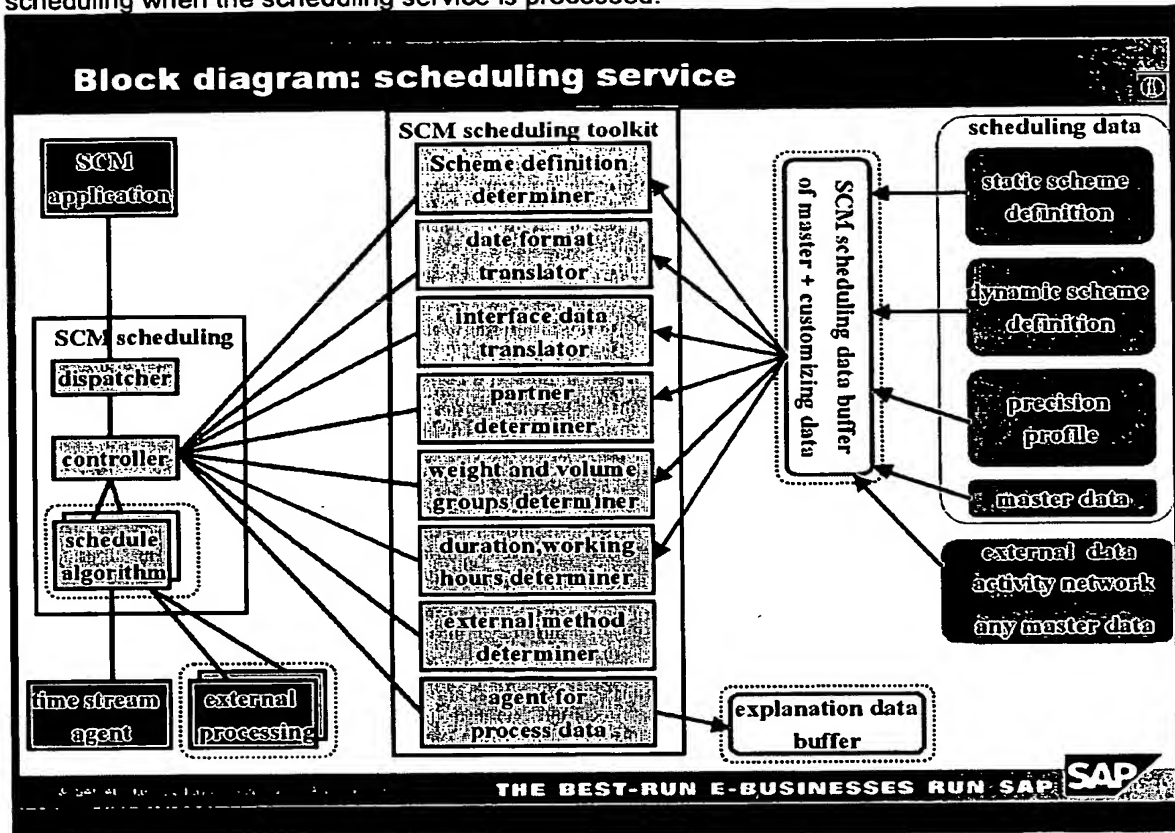 scheduling when the scheduling service is processed.
Block diagram: scheduling service
SCM
application
SCM scheduling
dispatcher
controller
schedule
algorithm
time stream
agent
external
processing
SCM scheduling toolkit
Scheme definition
determiner
date format
translator
interface data
translator
partner
determiner
weight and volume
groups determiner
duration,working
hours determiner
external method
determiner
agent for
process data
SCM scheduling data buffer
of master + customizing data
explanation data
buffer
scheduling data
static scheme
definition
dynamic scheme
definition
precision
profile
master data
external data
activity network
any master data
THE BEST-RUN E-BUSINESSES RUN SAP
SAP